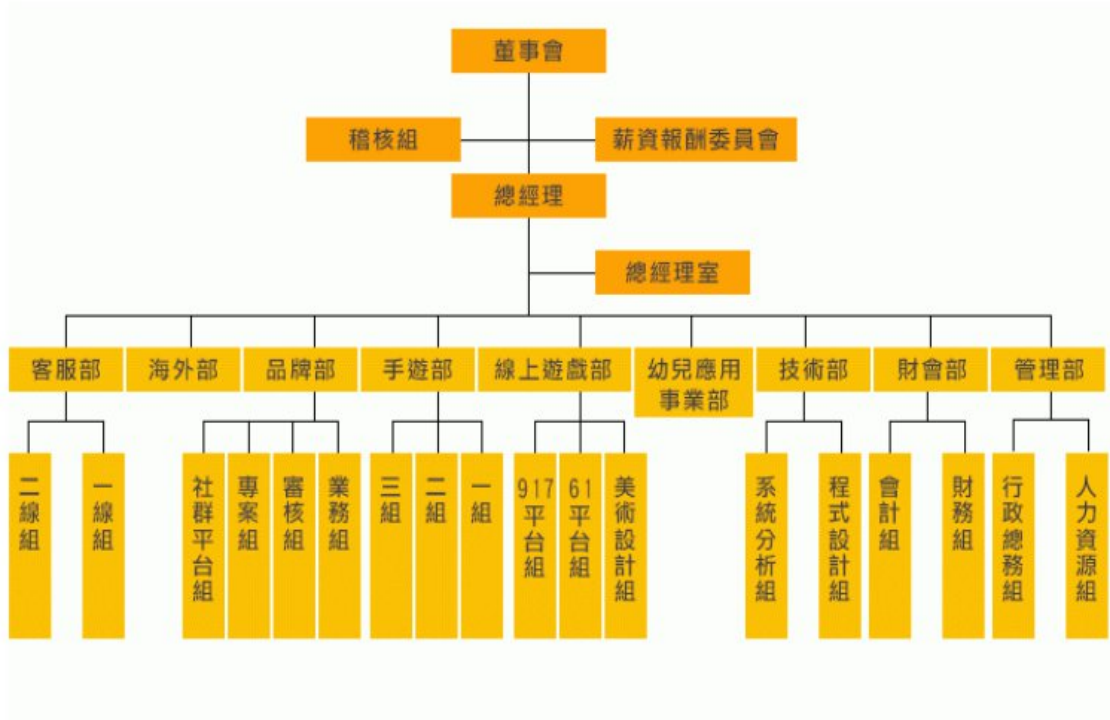 董事會
稽核組
薪資報酬委員會
總經理
總經理室
客服部
海外部
品牌部
手遊部
線上遊戲部
幼兒應用
事業部
技術部
財會部
管理部
二線組
一線組
社群平台組
專案組
審核組
業務組
三組
二組
一組
917平台組
61平台組
美術設計組
系統分析組
程式設計組
會計組
財務組
行政總務組
人力資源組